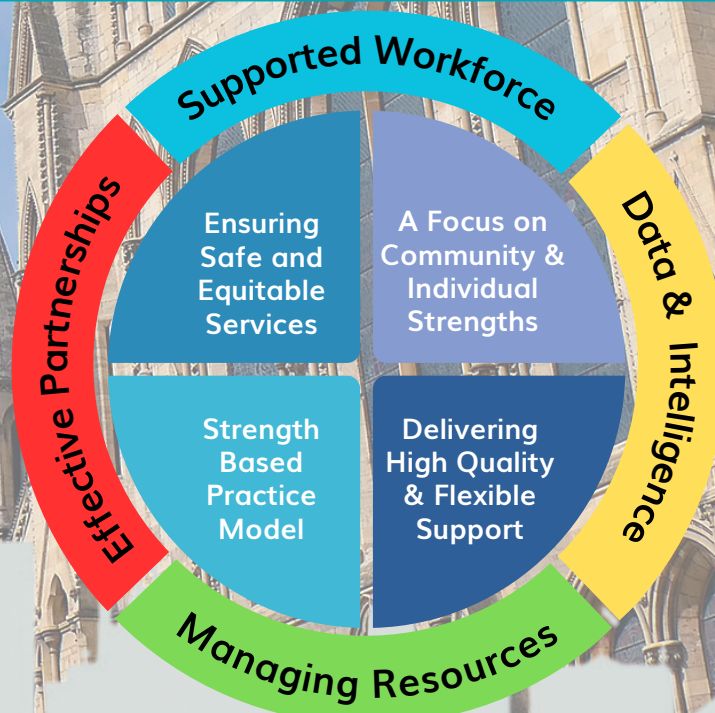 Supported Workforce
Effective Partnerships
Data & Intelligence
Ensuring
Safe and
Equitable
Services
A Focus on
Community &
Individual
Strengths
Strength
Based
Practice
Model
Delivering
High Quality
& Flexible
Support
Managing Resources